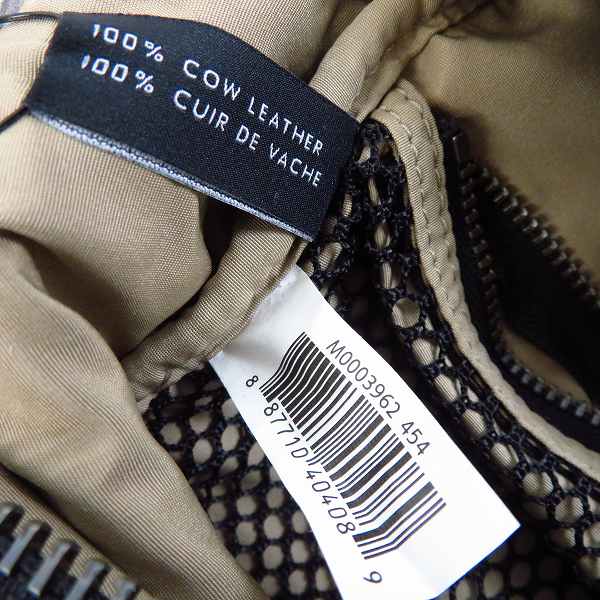 100% COW LEATHER
100% CUIR DE VACHE
M0003962 454
8 87710 40408 9